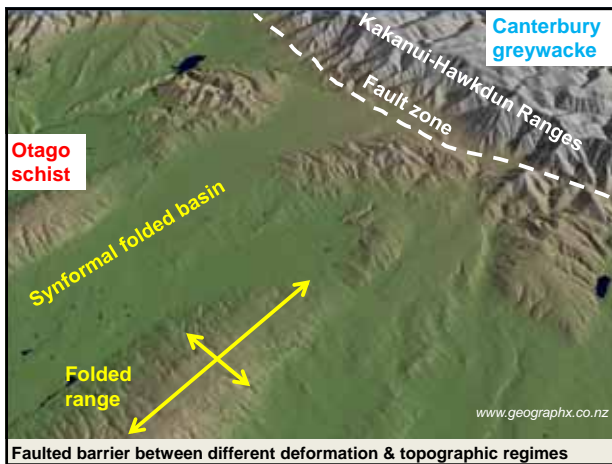 Canterbury
greywacke
Kakanui-Hawkdun Ranges
Fault zone
Otago
schist
Synformal folded basin
Folded
range
www.geographx.co.nz
Faulted barrier between different deformation & topographic regimes